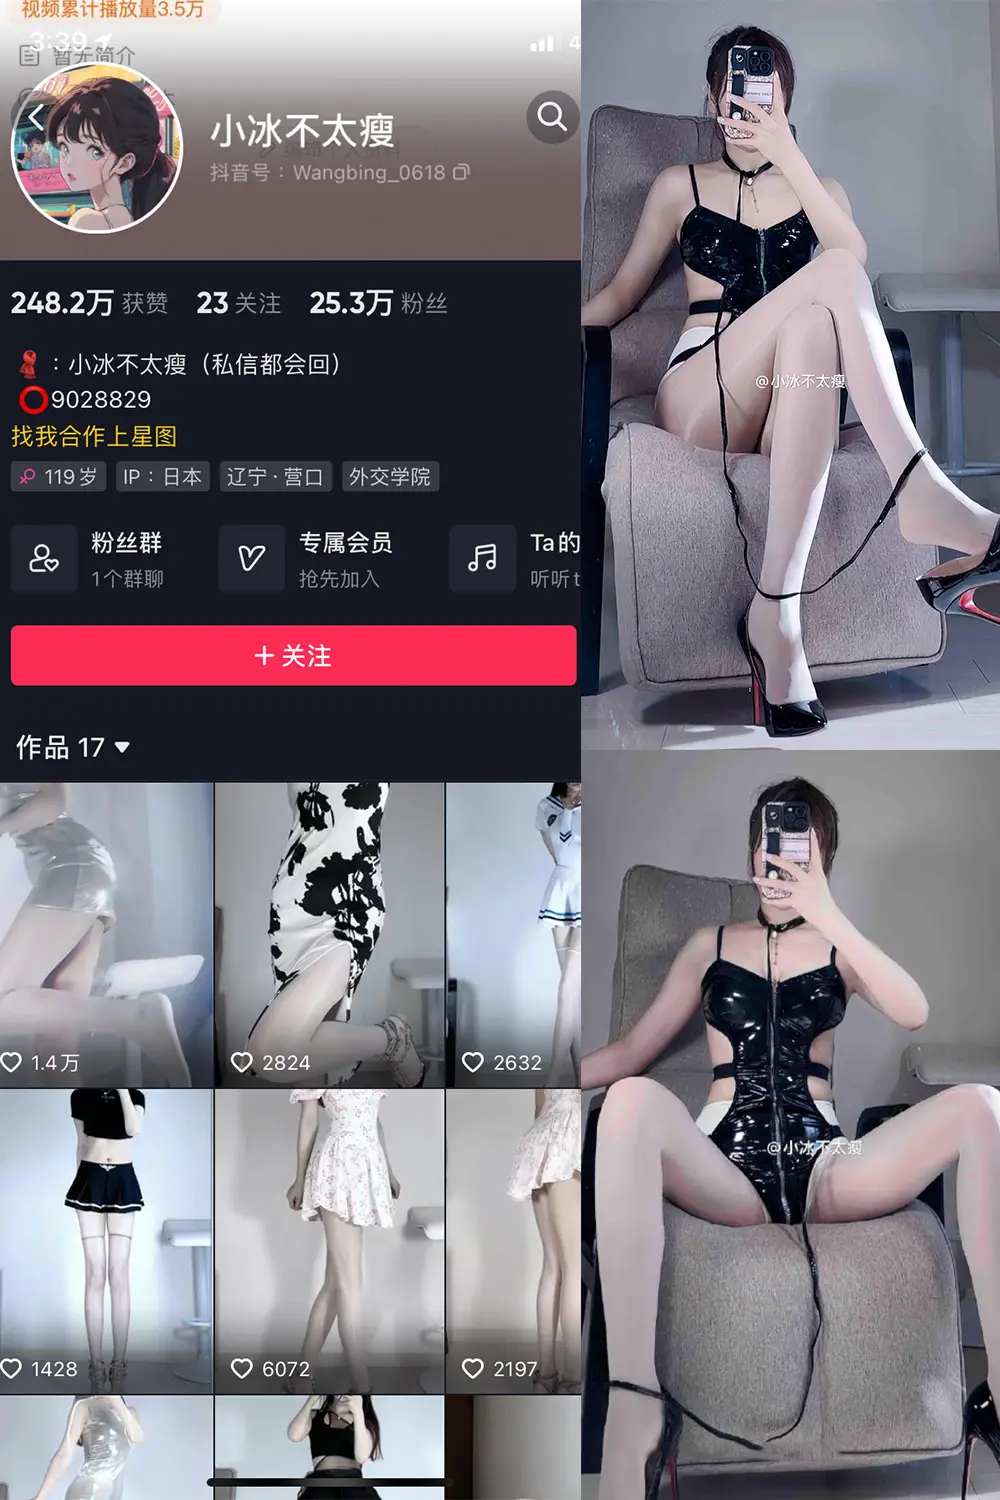 视频累计播放量3.5万
3:39
4
暂无简介
小冰不太瘦
抖音号：Wangbing_0618
248.2万 获赞 23 关注 25.3万 粉丝
：小冰不太瘦（私信都会回）
9028829
找我合作上星图
119岁 IP：日本 辽宁·营口 外交学院
粉丝群 专属会员 Ta的
1个群聊 抢先加入 听听t
+ 关注
作品 17
1.4万 2824 2632
1428 6072 2197
@小冰不太瘦
@小冰不太瘦